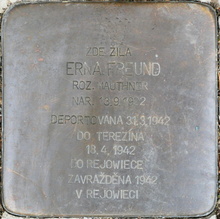 ZDE ŽILA
ERNA FREUND
ROZ.
NAR.
DEPORTOVÁNA 31.3.1942
DO TEREZÍNA
18.4.1942
DO REJOWIECE
ZAVRAŽDĚNA 1942
V REJOWIECI